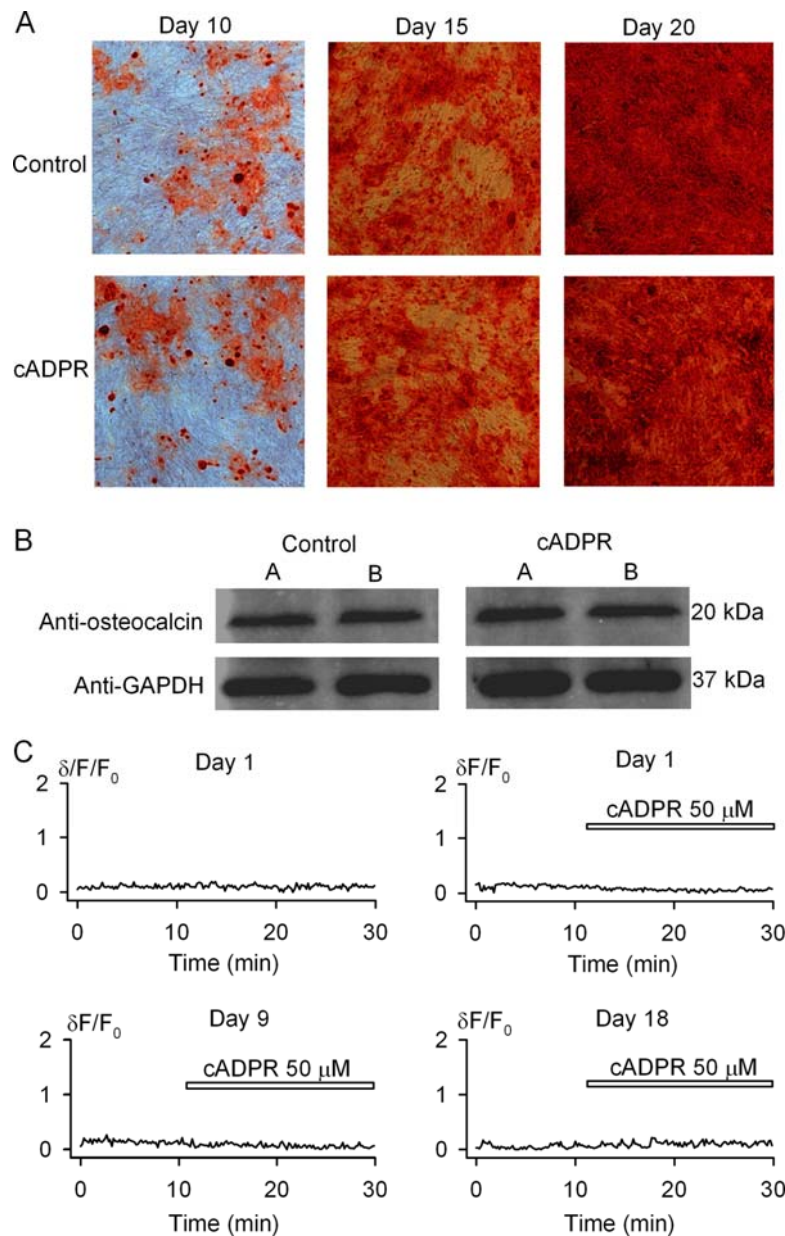 A
Day 10 Day 15 Day 20
Control
cADPR
B
Control cADPR
A B A B
Anti-osteocalcin 20 kDa
Anti-GAPDH 37 kDa
C
δ/F/F0 Day 1
2
1
0
0 10 20 30
Time (min)
δF/F0 Day 1
2
cADPR 50 μM
1
0
0 10 20 30
Time (min)
δF/F0 Day 9
2
cADPR 50 μM
1
0
0 10 20 30
Time (min)
δF/F0 Day 18
2
cADPR 50 μM
1
0
0 10 20 30
Time (min)